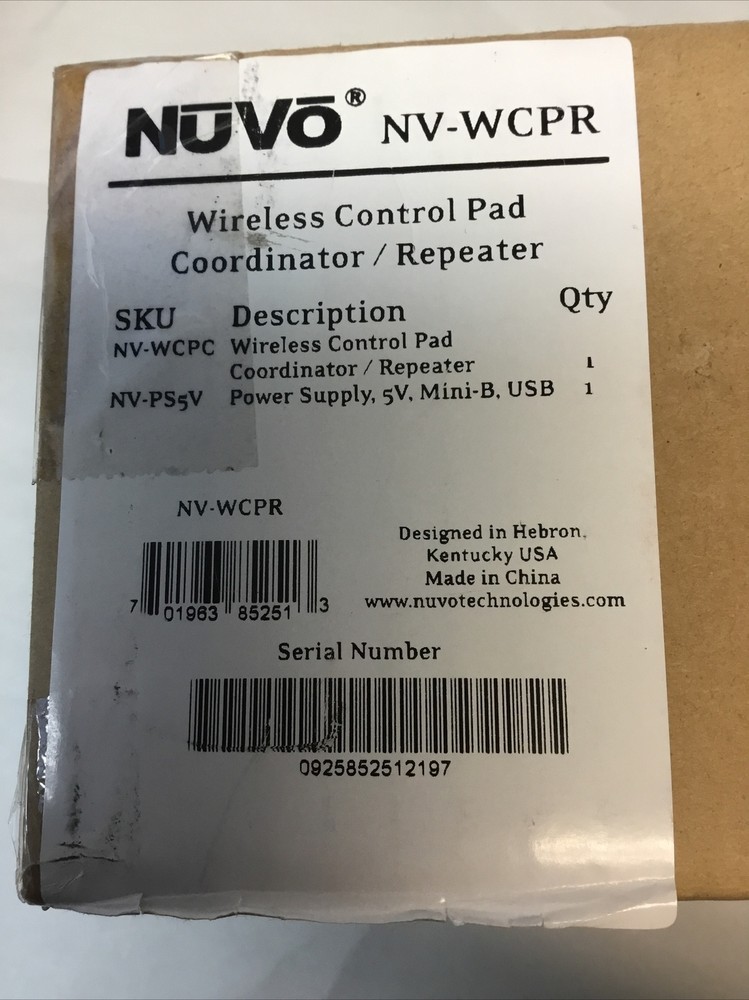 NŪVŌ® NV-WCPR
Wireless Control Pad
Coordinator / Repeater
SKU Description Qty
NV-WCPC Wireless Control Pad
Coordinator / Repeater 1
NV-PS5V Power Supply, 5V, Mini-B, USB 1
NV-WCPR
7 01963 85251 3
Designed in Hebron,
Kentucky USA
Made in China
www.nuvotechnologies.com
Serial Number
0925852512197